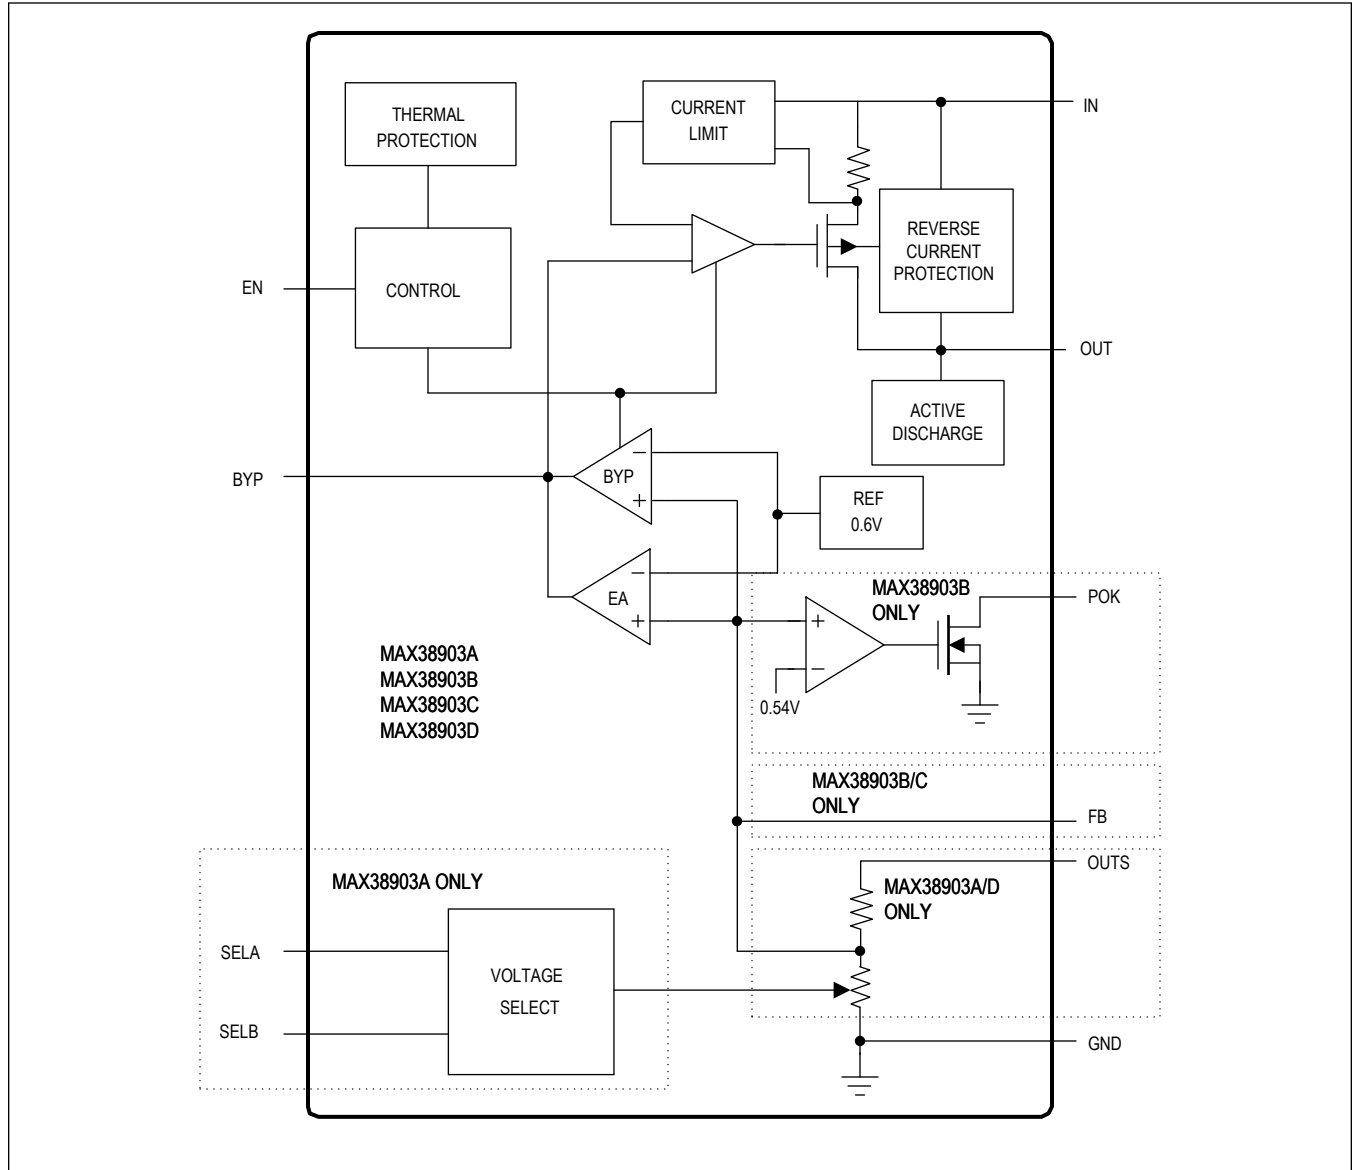 THERMAL
PROTECTION
CURRENT
LIMIT
IN
REVERSE
CURRENT
PROTECTION
EN
CONTROL
OUT
ACTIVE
DISCHARGE
BYP
−
BYP
+
REF
0.6V
−
EA
+
MAX38903B
ONLY
POK
+
−
0.54V
MAX38903A
MAX38903B
MAX38903C
MAX38903D
MAX38903B/C
ONLY
FB
OUTS
MAX38903A/D
ONLY
MAX38903A ONLY
SELA
VOLTAGE
SELECT
SELB
GND